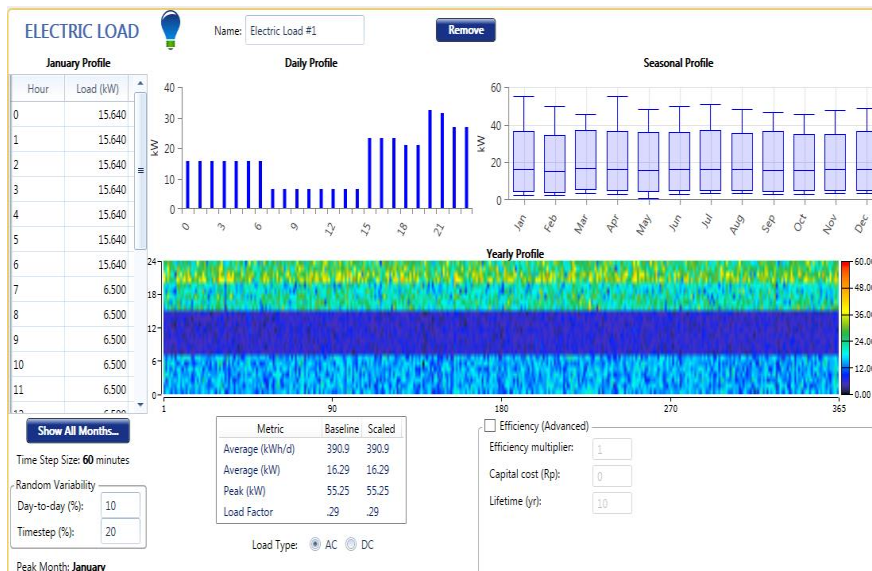 ELECTRIC LOAD
Name: Electric Load #1
Remove
January Profile
Hour Load (kW)
0 15.640
1 15.640
2 15.640
3 15.640
4 15.640
5 15.640
6 15.640
7 6.500
8 6.500
9 6.500
10 6.500
11 6.500
Show All Months...
Time Step Size: 60 minutes
Random Variability
Day-to-day (%): 10
Timestep (%): 20
Peak Month: January
Daily Profile
kW
40
30
20
10
0
0 3 6 9 12 15 18 21
Seasonal Profile
kW
60
40
20
0
Jan Feb Mar Apr May Jun Jul Aug Sep Oct Nov Dec
Yearly Profile
24
18
12
6
0
1 90 180 270 365
60.00
48.00
36.00
24.00
12.00
0.00
Metric Baseline Scaled
Average (kWh/d) 390.9 390.9
Average (kW) 16.29 16.29
Peak (kW) 55.25 55.25
Load Factor .29 .29
Load Type: AC DC
Efficiency (Advanced)
Efficiency multiplier: 1
Capital cost (Rp): 0
Lifetime (yr): 10